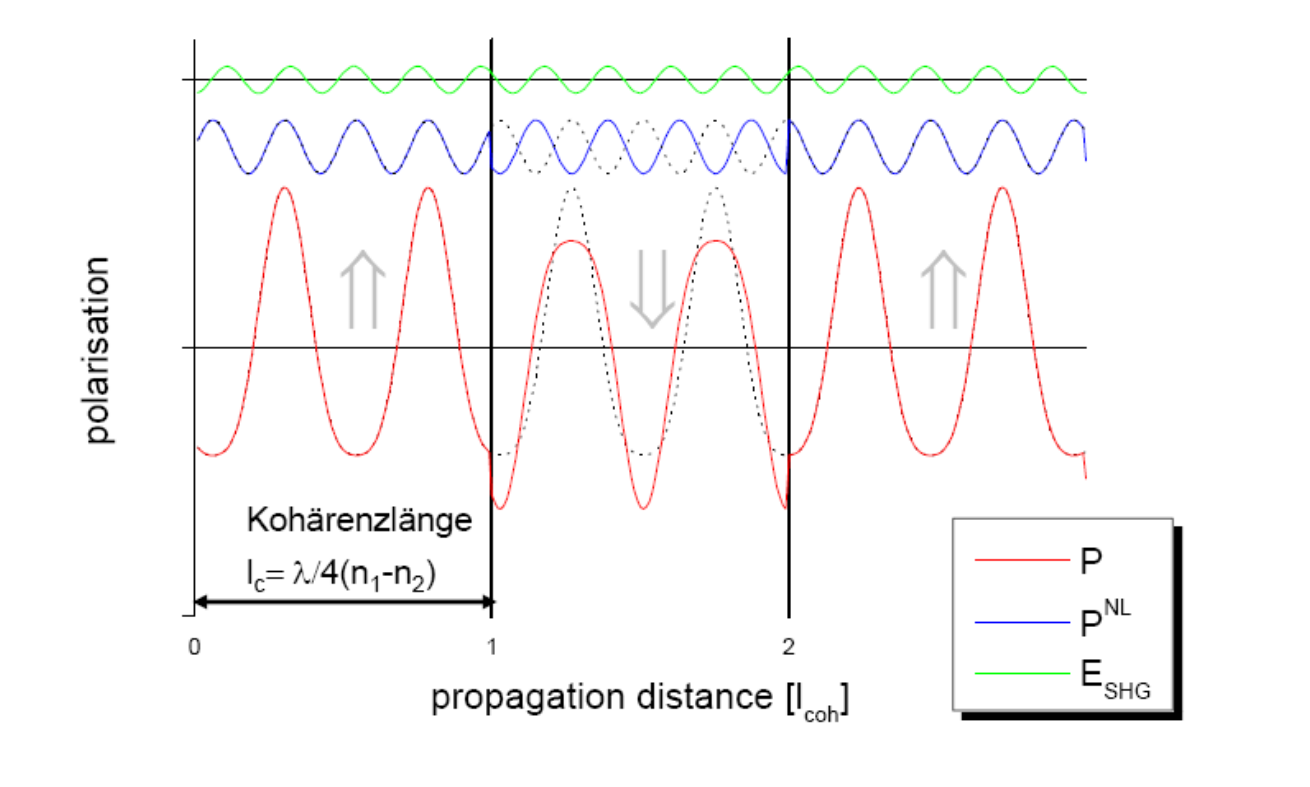 polarisation
Kohärenzlänge
l_c= λ/4(n_1-n_2)
0 1 2
propagation distance [l_coh]
P
P^NL
E_SHG